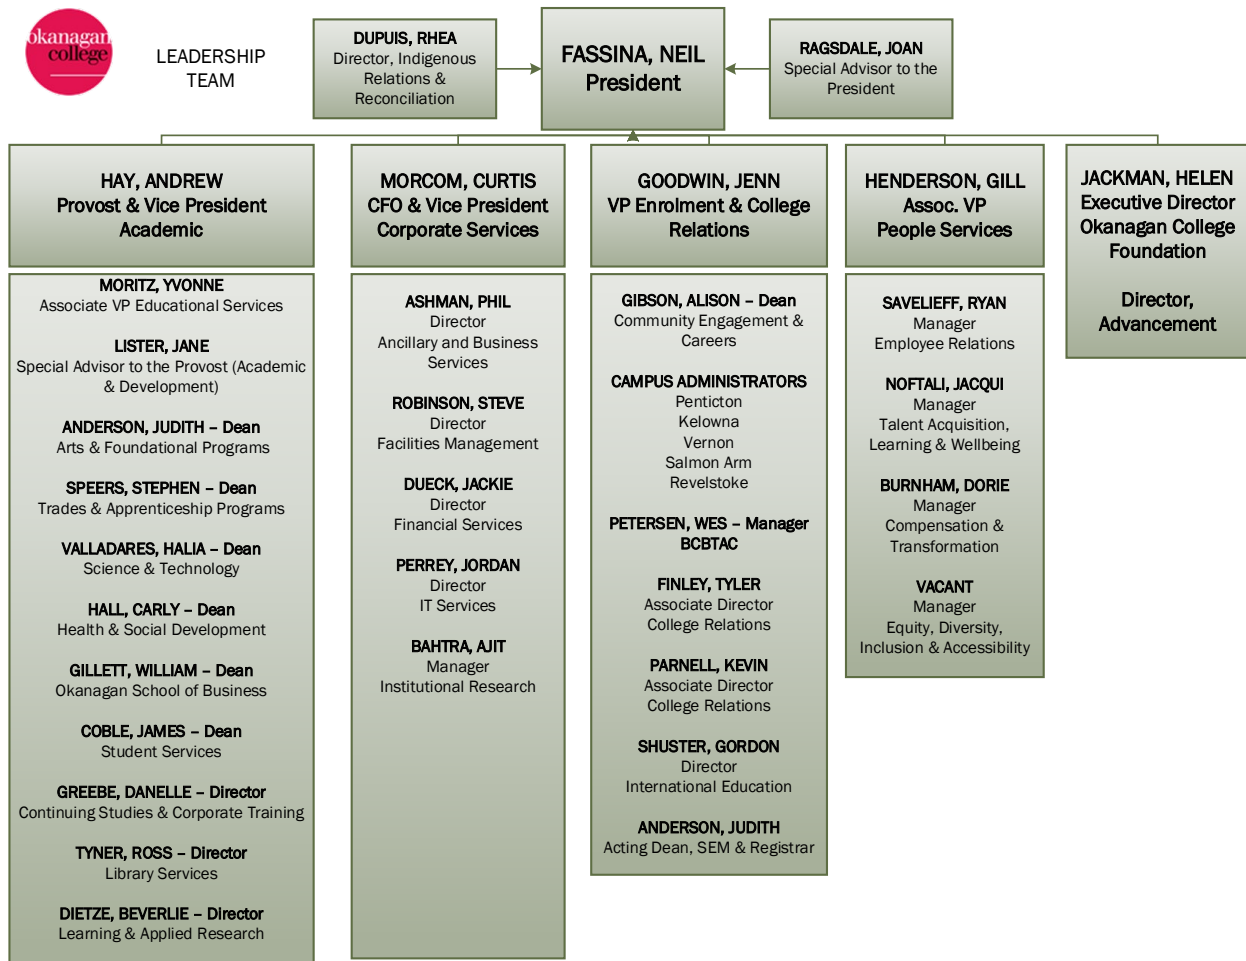 okanagan
college
LEADERSHIP
TEAM
DUPUIS, RHEA
Director, Indigenous
Relations &
Reconciliation
FASSINA, NEIL
President
RAGSDALE, JOAN
Special Advisor to the
President
HAY, ANDREW
Provost & Vice President
Academic
MORITZ, YVONNE
Associate VP Educational Services
LISTER, JANE
Special Advisor to the Provost (Academic
& Development)
ANDERSON, JUDITH – Dean
Arts & Foundational Programs
SPEERS, STEPHEN – Dean
Trades & Apprenticeship Programs
VALLADARES, HALIA – Dean
Science & Technology
HALL, CARLY – Dean
Health & Social Development
GILLETT, WILLIAM – Dean
Okanagan School of Business
COBLE, JAMES – Dean
Student Services
GREEBE, DANELLE – Director
Continuing Studies & Corporate Training
TYNER, ROSS – Director
Library Services
DIETZE, BEVERLIE – Director
Learning & Applied Research
MORCOM, CURTIS
CFO & Vice President
Corporate Services
ASHMAN, PHIL
Director
Ancillary and Business
Services
ROBINSON, STEVE
Director
Facilities Management
DUECK, JACKIE
Director
Financial Services
PERREY, JORDAN
Director
IT Services
BAHTRA, AJIT
Manager
Institutional Research
GOODWIN, JENN
VP Enrolment & College
Relations
GIBSON, ALISON – Dean
Community Engagement &
Careers
CAMPUS ADMINISTRATORS
Penticton
Kelowna
Vernon
Salmon Arm
Revelstoke
PETERSEN, WES – Manager
BCBTAC
FINLEY, TYLER
Associate Director
College Relations
PARNELL, KEVIN
Associate Director
College Relations
SHUSTER, GORDON
Director
International Education
ANDERSON, JUDITH
Acting Dean, SEM & Registrar
HENDERSON, GILL
Assoc. VP
People Services
SAVELIEFF, RYAN
Manager
Employee Relations
NOFTALI, JACQUI
Manager
Talent Acquisition,
Learning & Wellbeing
BURNHAM, DORIE
Manager
Compensation &
Transformation
VACANT
Manager
Equity, Diversity,
Inclusion & Accessibility
JACKMAN, HELEN
Executive Director
Okanagan College
Foundation
Director,
Advancement